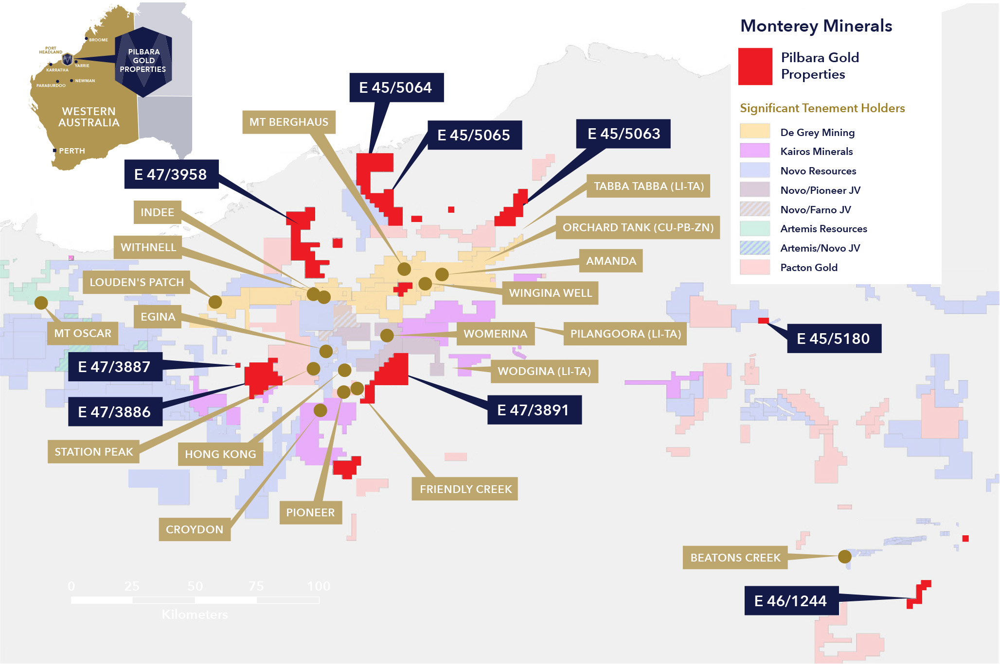 BROOME
PORT
HEADLAND
YARRIE
KARRATHA
NEWMAN
PARABURDOO
PILBARA
GOLD
PROPERTIES
WESTERN
AUSTRALIA
PERTH
Monterey Minerals
Pilbara Gold
Properties
Significant Tenement Holders
De Grey Mining
Kairos Minerals
Novo Resources
Novo/Pioneer JV
Novo/Farno JV
Artemis Resources
Artemis/Novo JV
Pacton Gold
E 45/5064
MT BERGHAUS
E 45/5065
E 45/5063
E 47/3958
TABBA TABBA (LI-TA)
INDEE
ORCHARD TANK (CU-PB-ZN)
WITHNELL
AMANDA
LOUDEN'S PATCH
WINGINA WELL
EGINA
MT OSCAR
WOMERINA
PILANGOORA (LI-TA)
E 45/5180
E 47/3887
WODGINA (LI-TA)
E 47/3886
E 47/3891
STATION PEAK
HONG KONG
FRIENDLY CREEK
PIONEER
CROYDON
BEATONS CREEK
E 46/1244
0 25 50 75 100
Kilometers